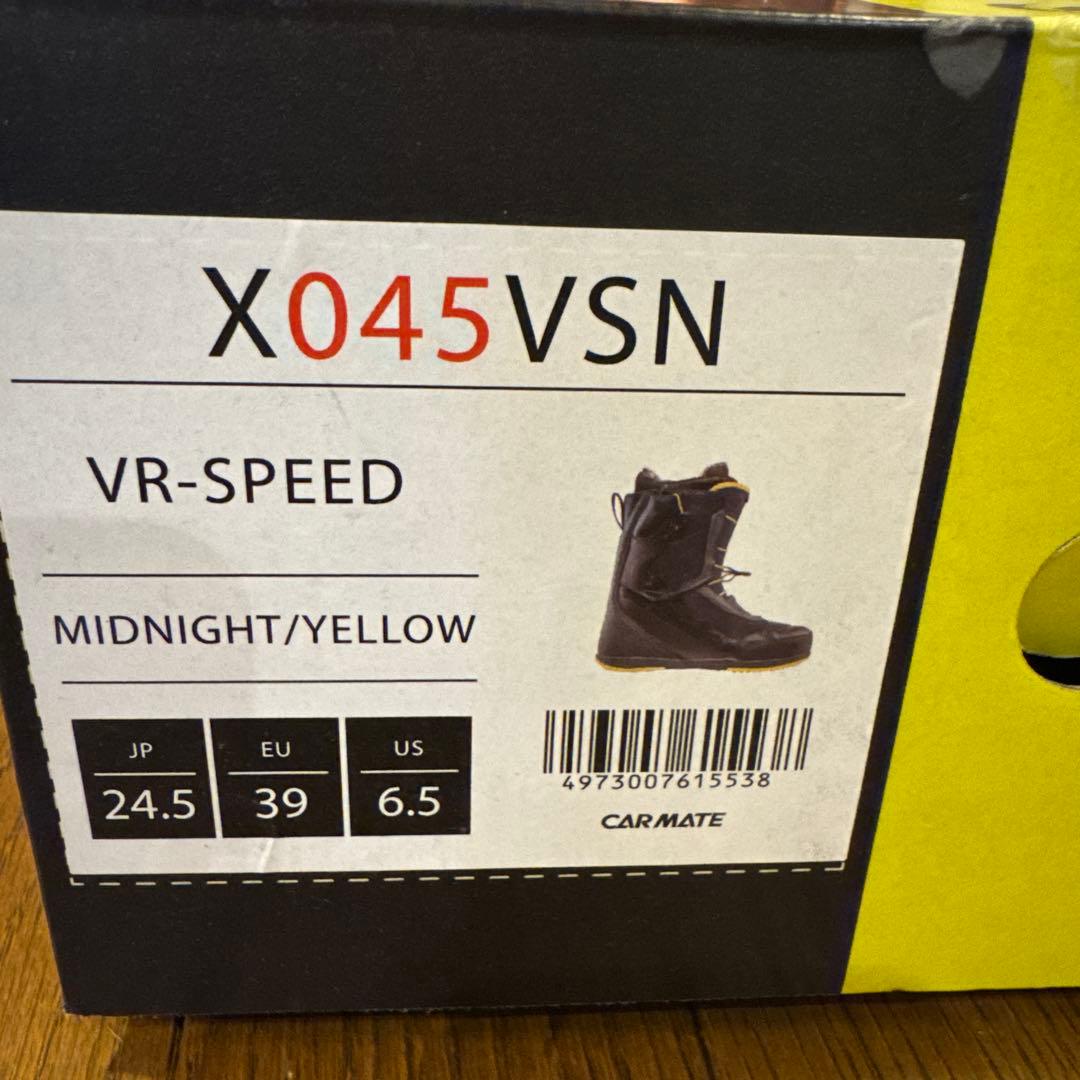 X045VSN
VR-SPEED
MIDNIGHT/YELLOW
JP EU US
24.5 39 6.5
4973007615538
CARMATE